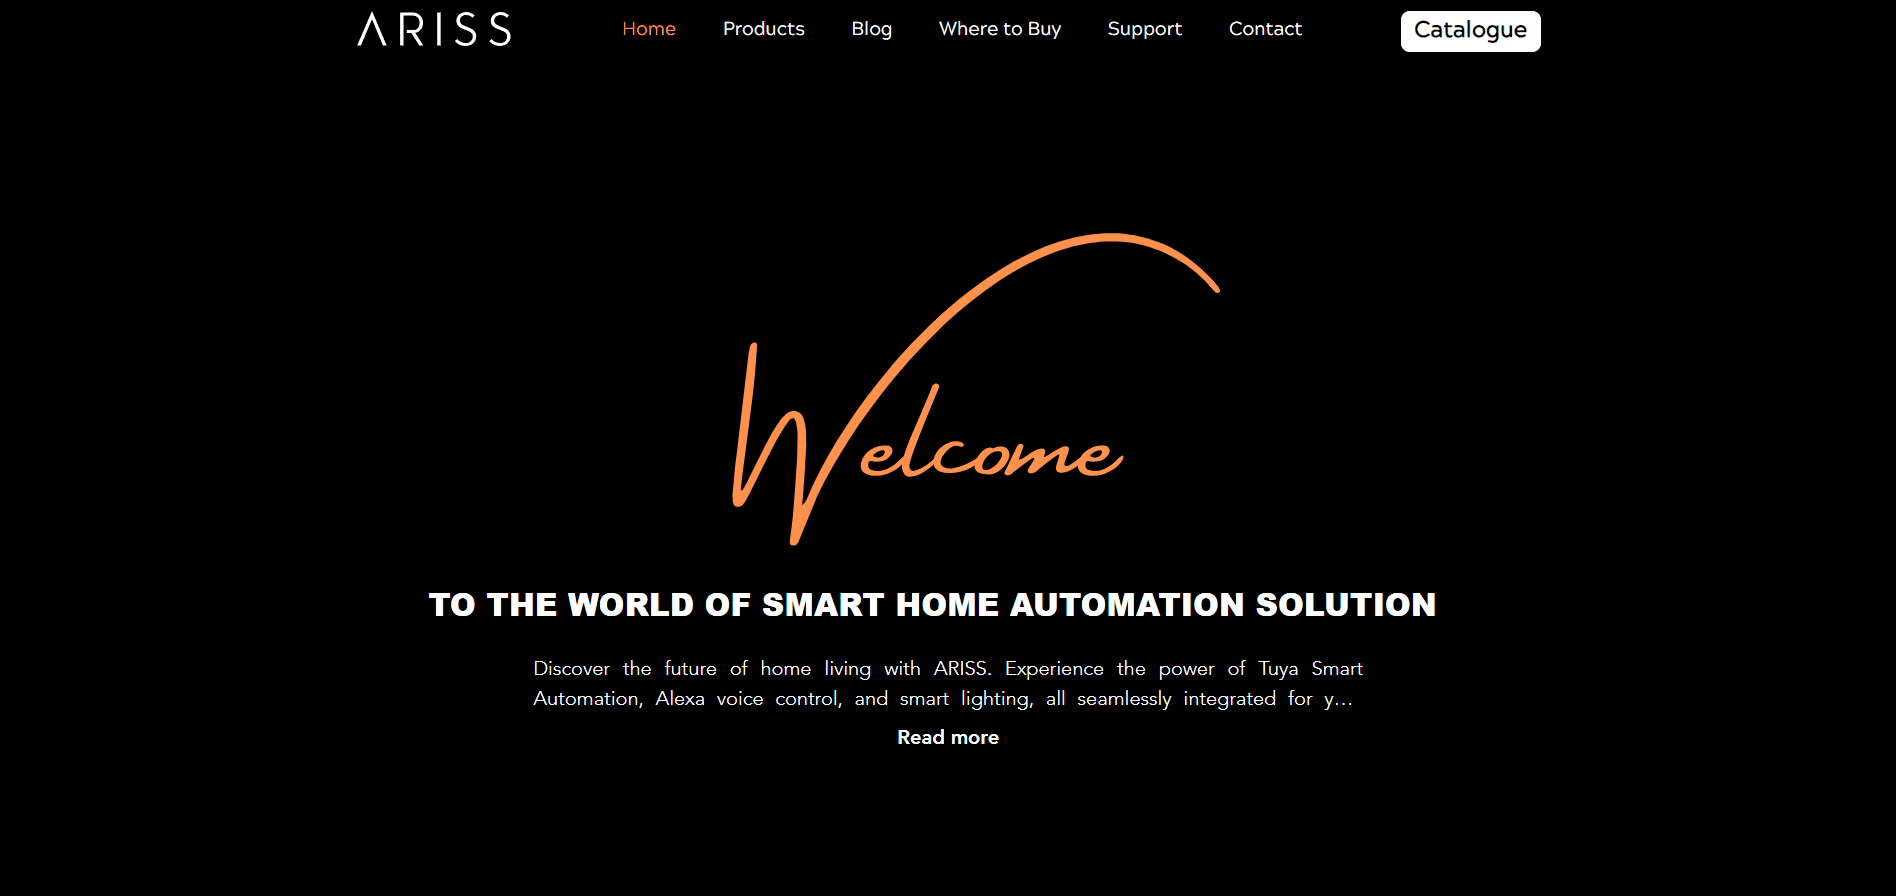 ARISS Home Products Blog Where to Buy Support Contact Catalogue
Welcome
TO THE WORLD OF SMART HOME AUTOMATION SOLUTION
Discover the future of home living with ARISS. Experience the power of Tuya Smart
Automation, Alexa voice control, and smart lighting, all seamlessly integrated for y...
Read more